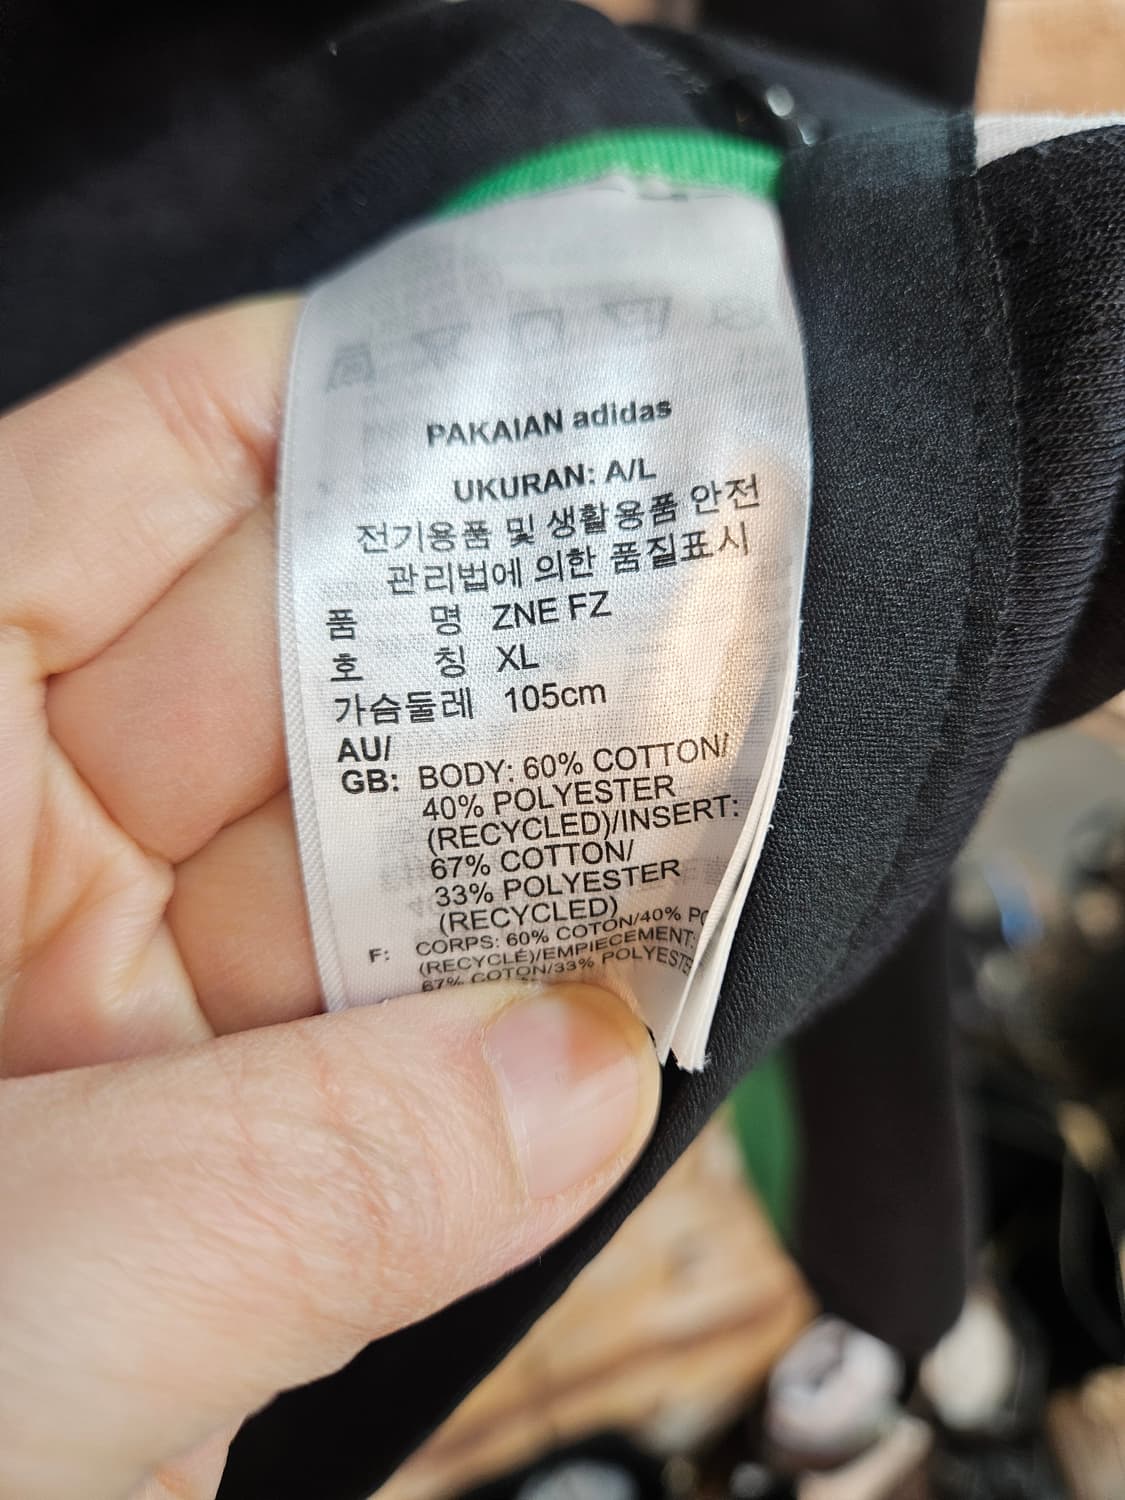 PAKAIAN adidas
UKURAN: A/L
전기용품 및 생활용품 안전
관리법에 의한 품질표시
품 명 ZNE FZ
호 칭 XL
가슴둘레 105cm
AU/
GB: BODY: 60% COTTON/
40% POLYESTER
(RECYCLED)/INSERT:
67% COTTON/
33% POLYESTER
(RECYCLED)
F: CORPS: 60% COTON/40% PO
(RECYCLÉ)/EMPIECEMENT:
67% COTON/33% POLYESTE